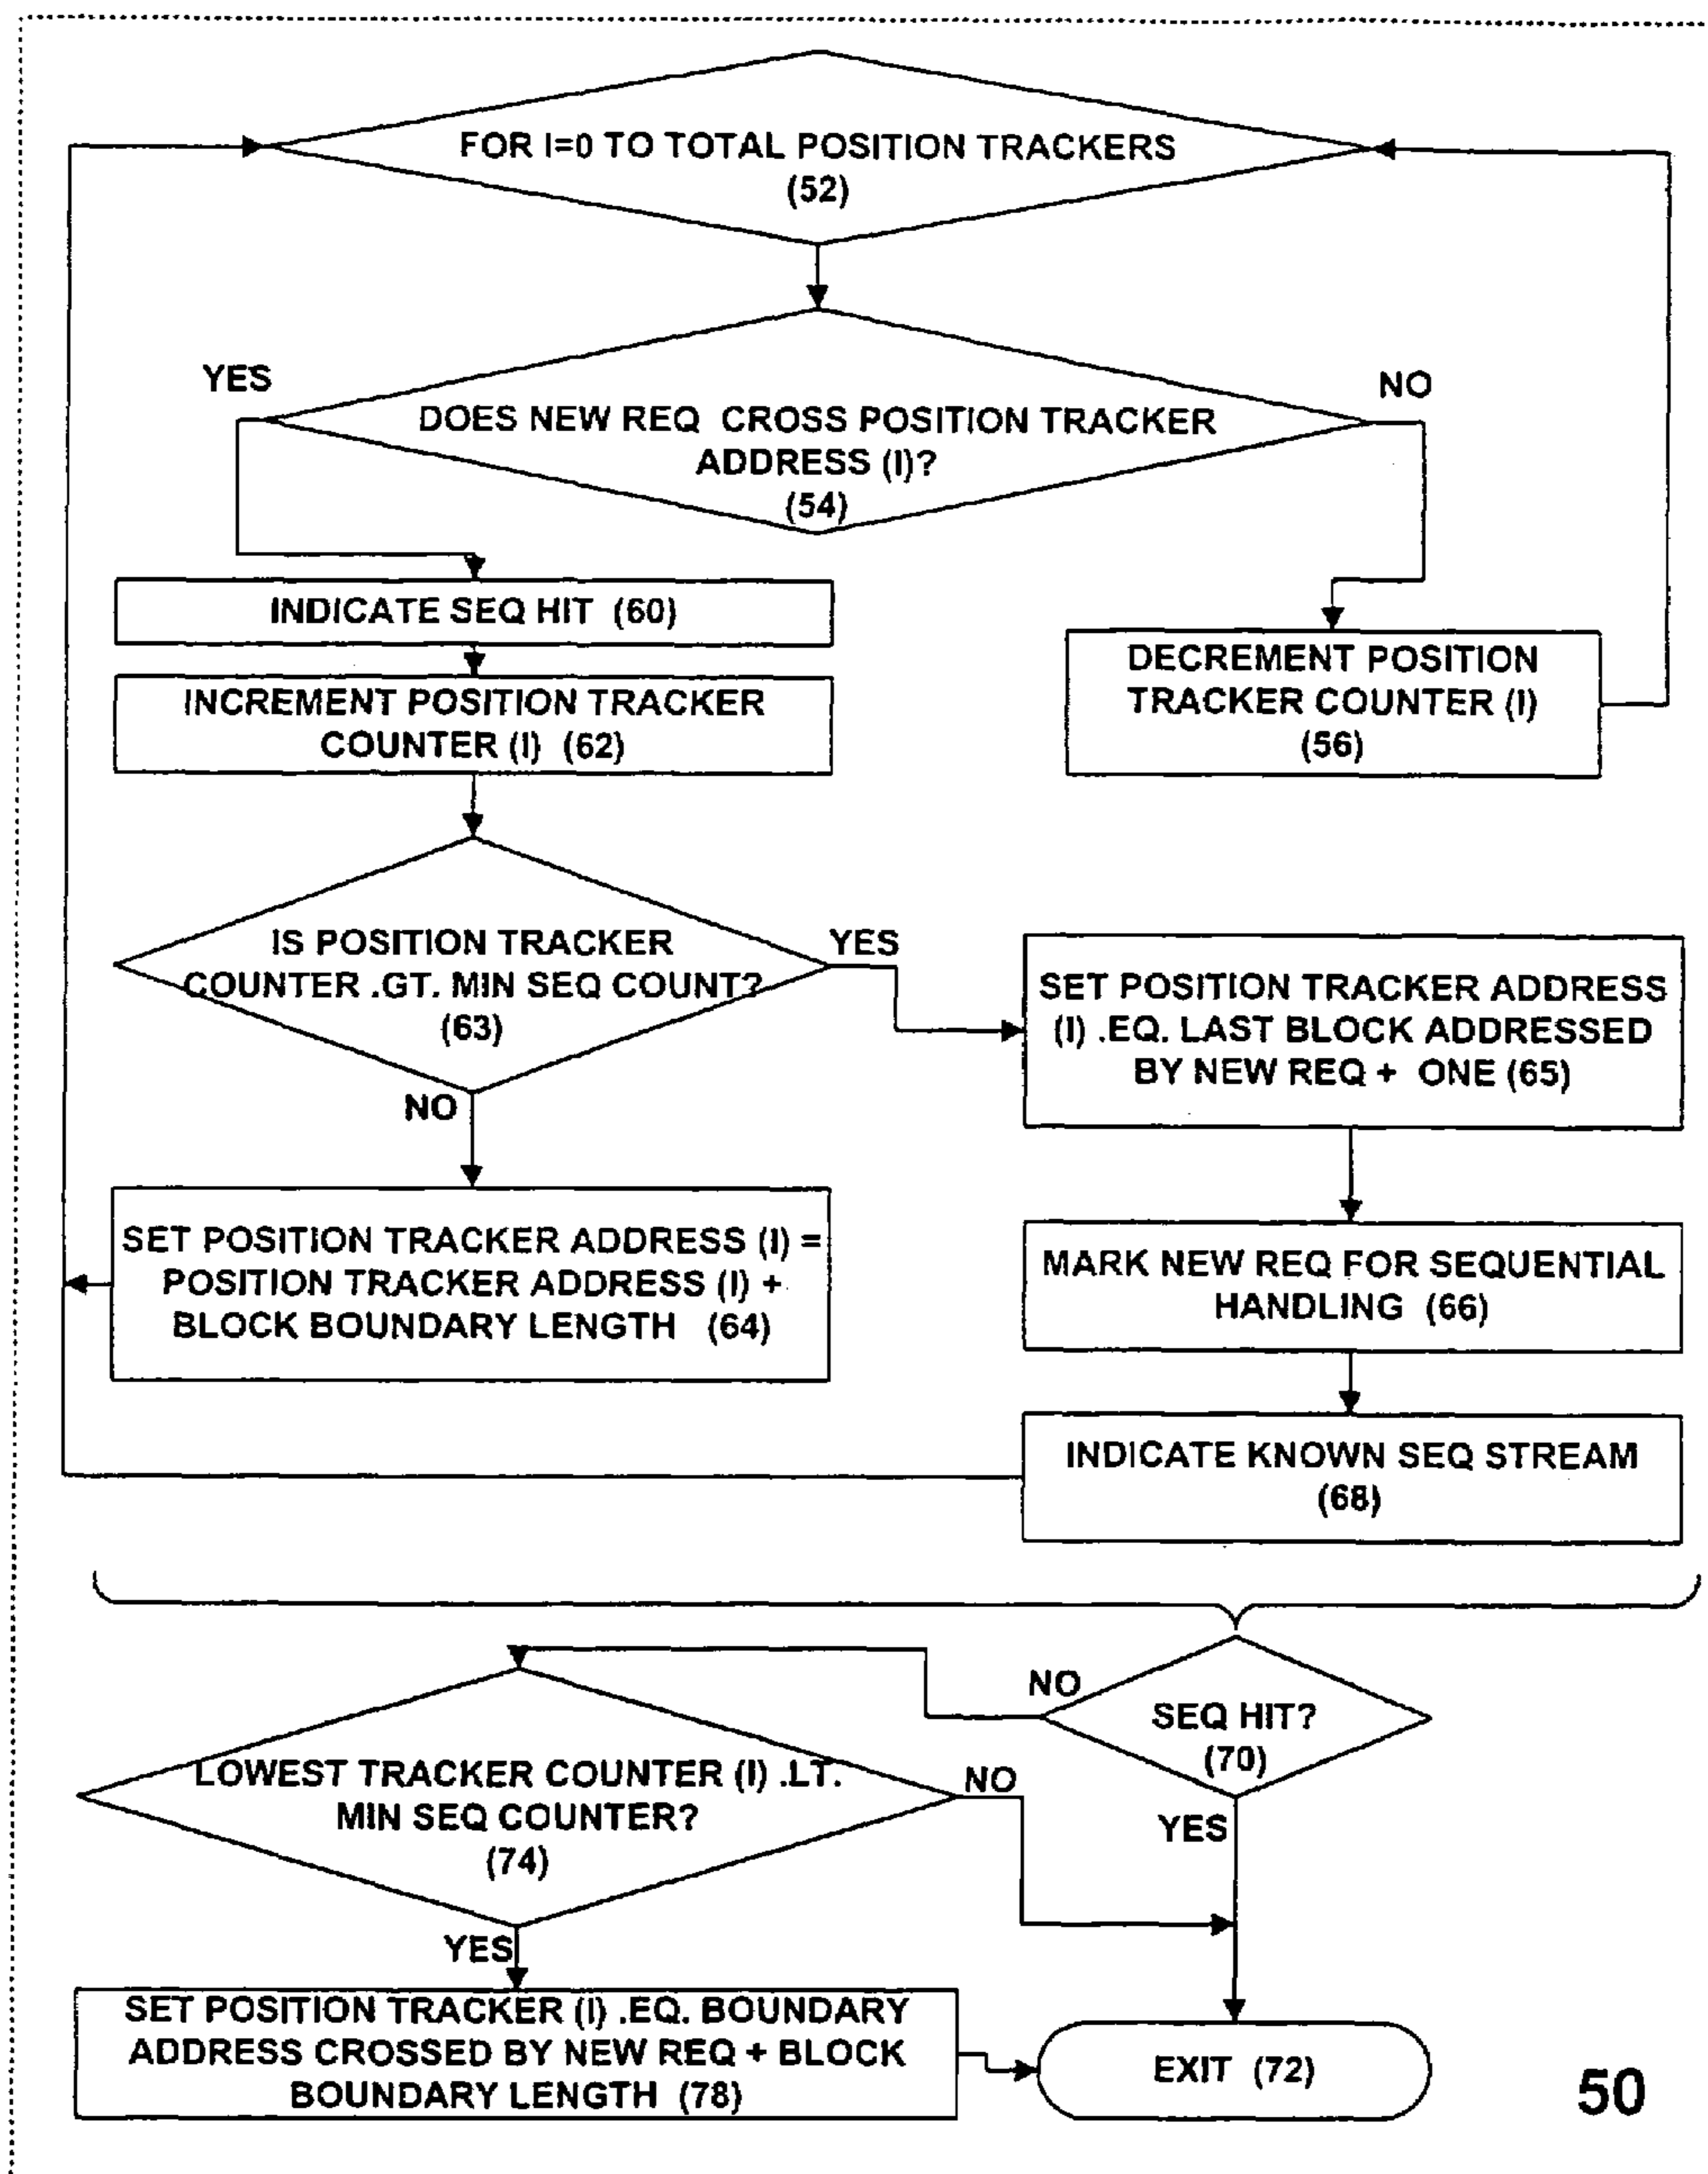 FOR I=0 TO TOTAL POSITION TRACKERS
(52)
YES
NO
DOES NEW REQ CROSS POSITION TRACKER
ADDRESS (I)?
(54)
INDICATE SEQ HIT (60)
INCREMENT POSITION TRACKER
COUNTER (I) (62)
DECREMENT POSITION
TRACKER COUNTER (I)
(56)
IS POSITION TRACKER
COUNTER .GT. MIN SEQ COUNT?
(63)
YES
NO
SET POSITION TRACKER ADDRESS
(I) .EQ. LAST BLOCK ADDRESSED
BY NEW REQ + ONE (65)
SET POSITION TRACKER ADDRESS (I) =
POSITION TRACKER ADDRESS (I) +
BLOCK BOUNDARY LENGTH (64)
MARK NEW REQ FOR SEQUENTIAL
HANDLING (66)
INDICATE KNOWN SEQ STREAM
(68)
NO
SEQ HIT?
(70)
YES
LOWEST TRACKER COUNTER (I) .LT.
MIN SEQ COUNTER?
(74)
NO
YES
SET POSITION TRACKER (I) .EQ. BOUNDARY
ADDRESS CROSSED BY NEW REQ + BLOCK
BOUNDARY LENGTH (78)
EXIT (72)
50